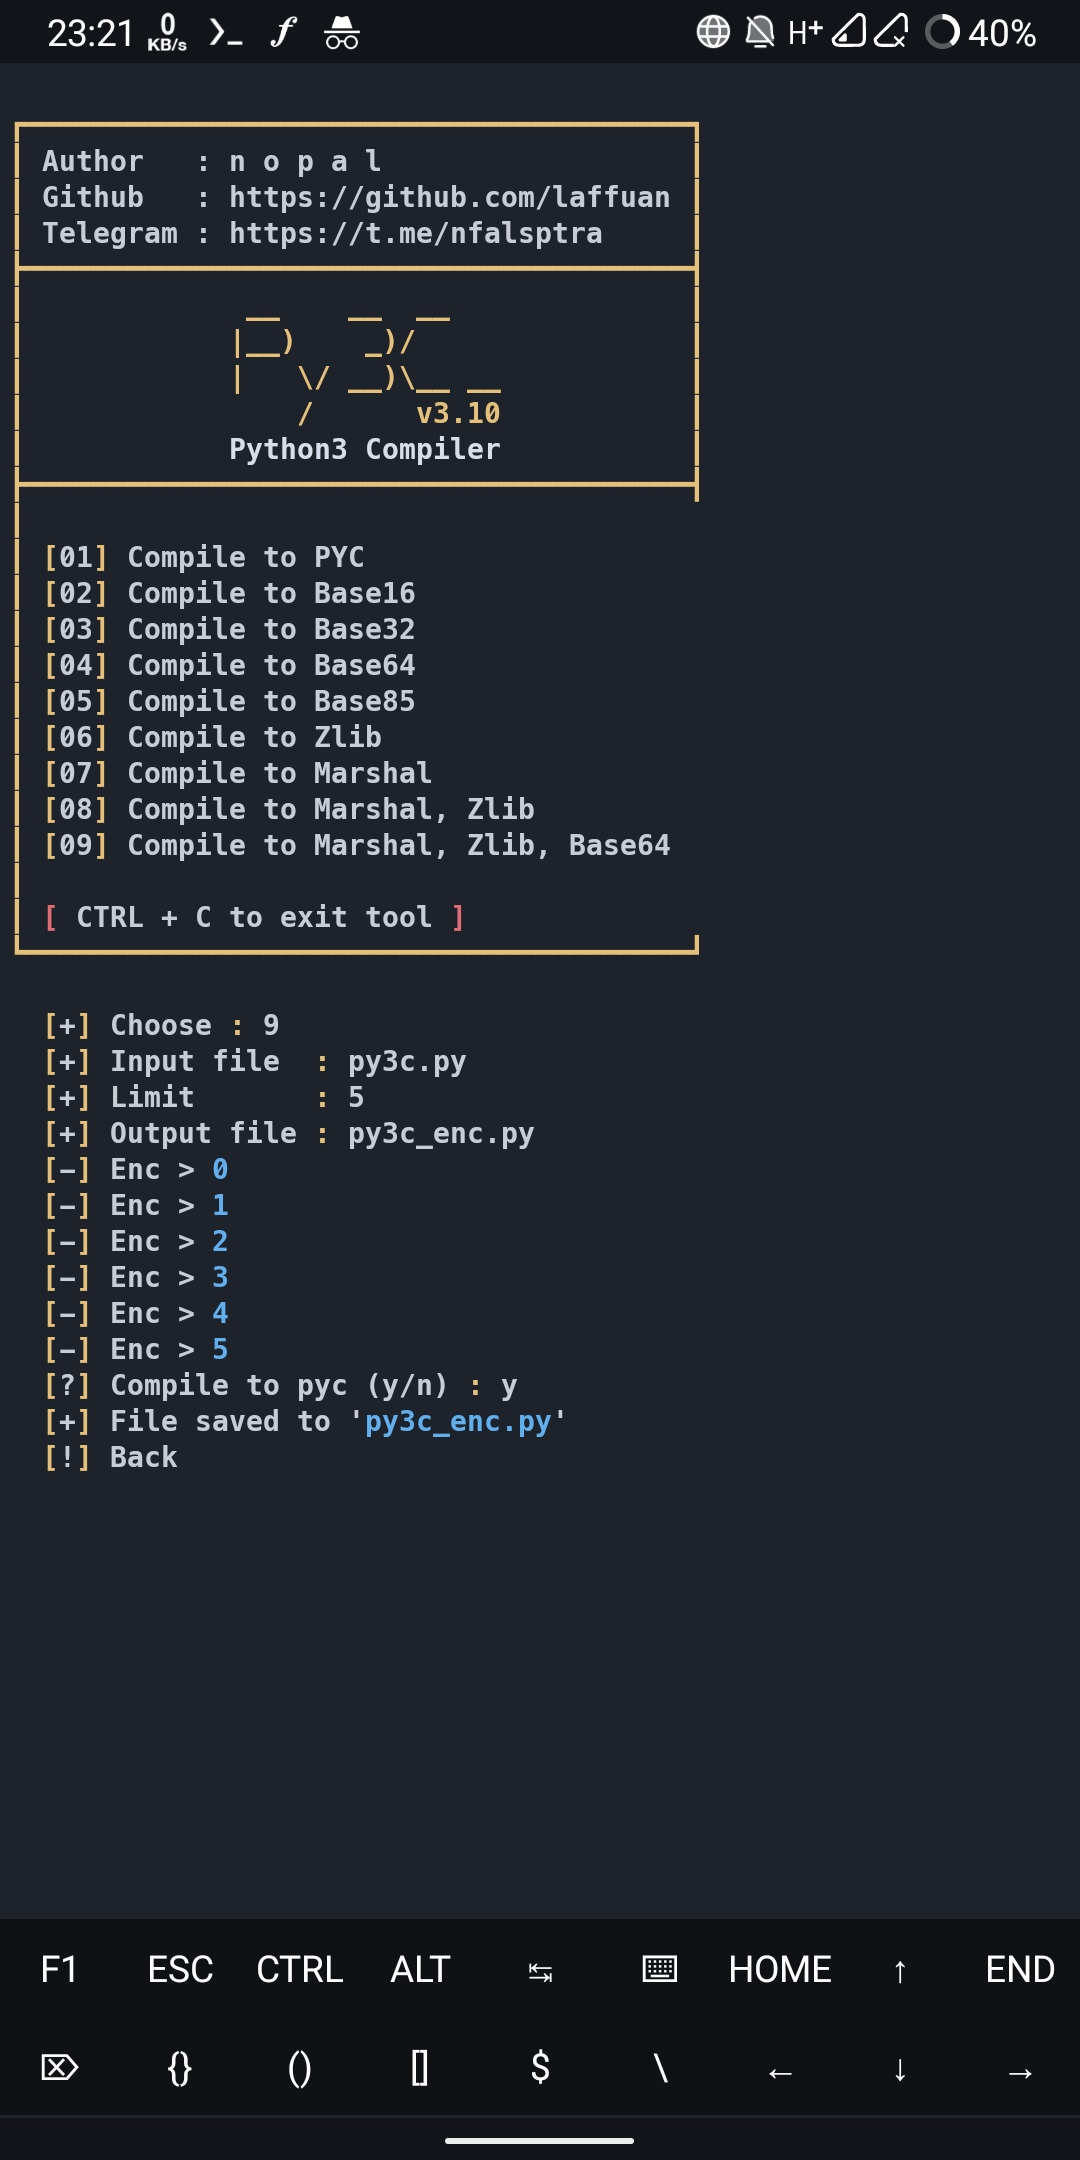 23:21 0 KB/s H+ 40%
Author   : n o p a l
Github   : https://github.com/laffuan
Telegram : https://t.me/nfalsptra
v3.10
Python3 Compiler
[01] Compile to PYC
[02] Compile to Base16
[03] Compile to Base32
[04] Compile to Base64
[05] Compile to Base85
[06] Compile to Zlib
[07] Compile to Marshal
[08] Compile to Marshal, Zlib
[09] Compile to Marshal, Zlib, Base64
[ CTRL + C to exit tool ]
[+] Choose : 9
[+] Input file  : py3c.py
[+] Limit       : 5
[+] Output file : py3c_enc.py
[-] Enc > 0
[-] Enc > 1
[-] Enc > 2
[-] Enc > 3
[-] Enc > 4
[-] Enc > 5
[?] Compile to pyc (y/n) : y
[+] File saved to 'py3c_enc.py'
[!] Back
F1 ESC CTRL ALT ↹ HOME ↑ END
⌦ {} () [] $ \ ← ↓ →